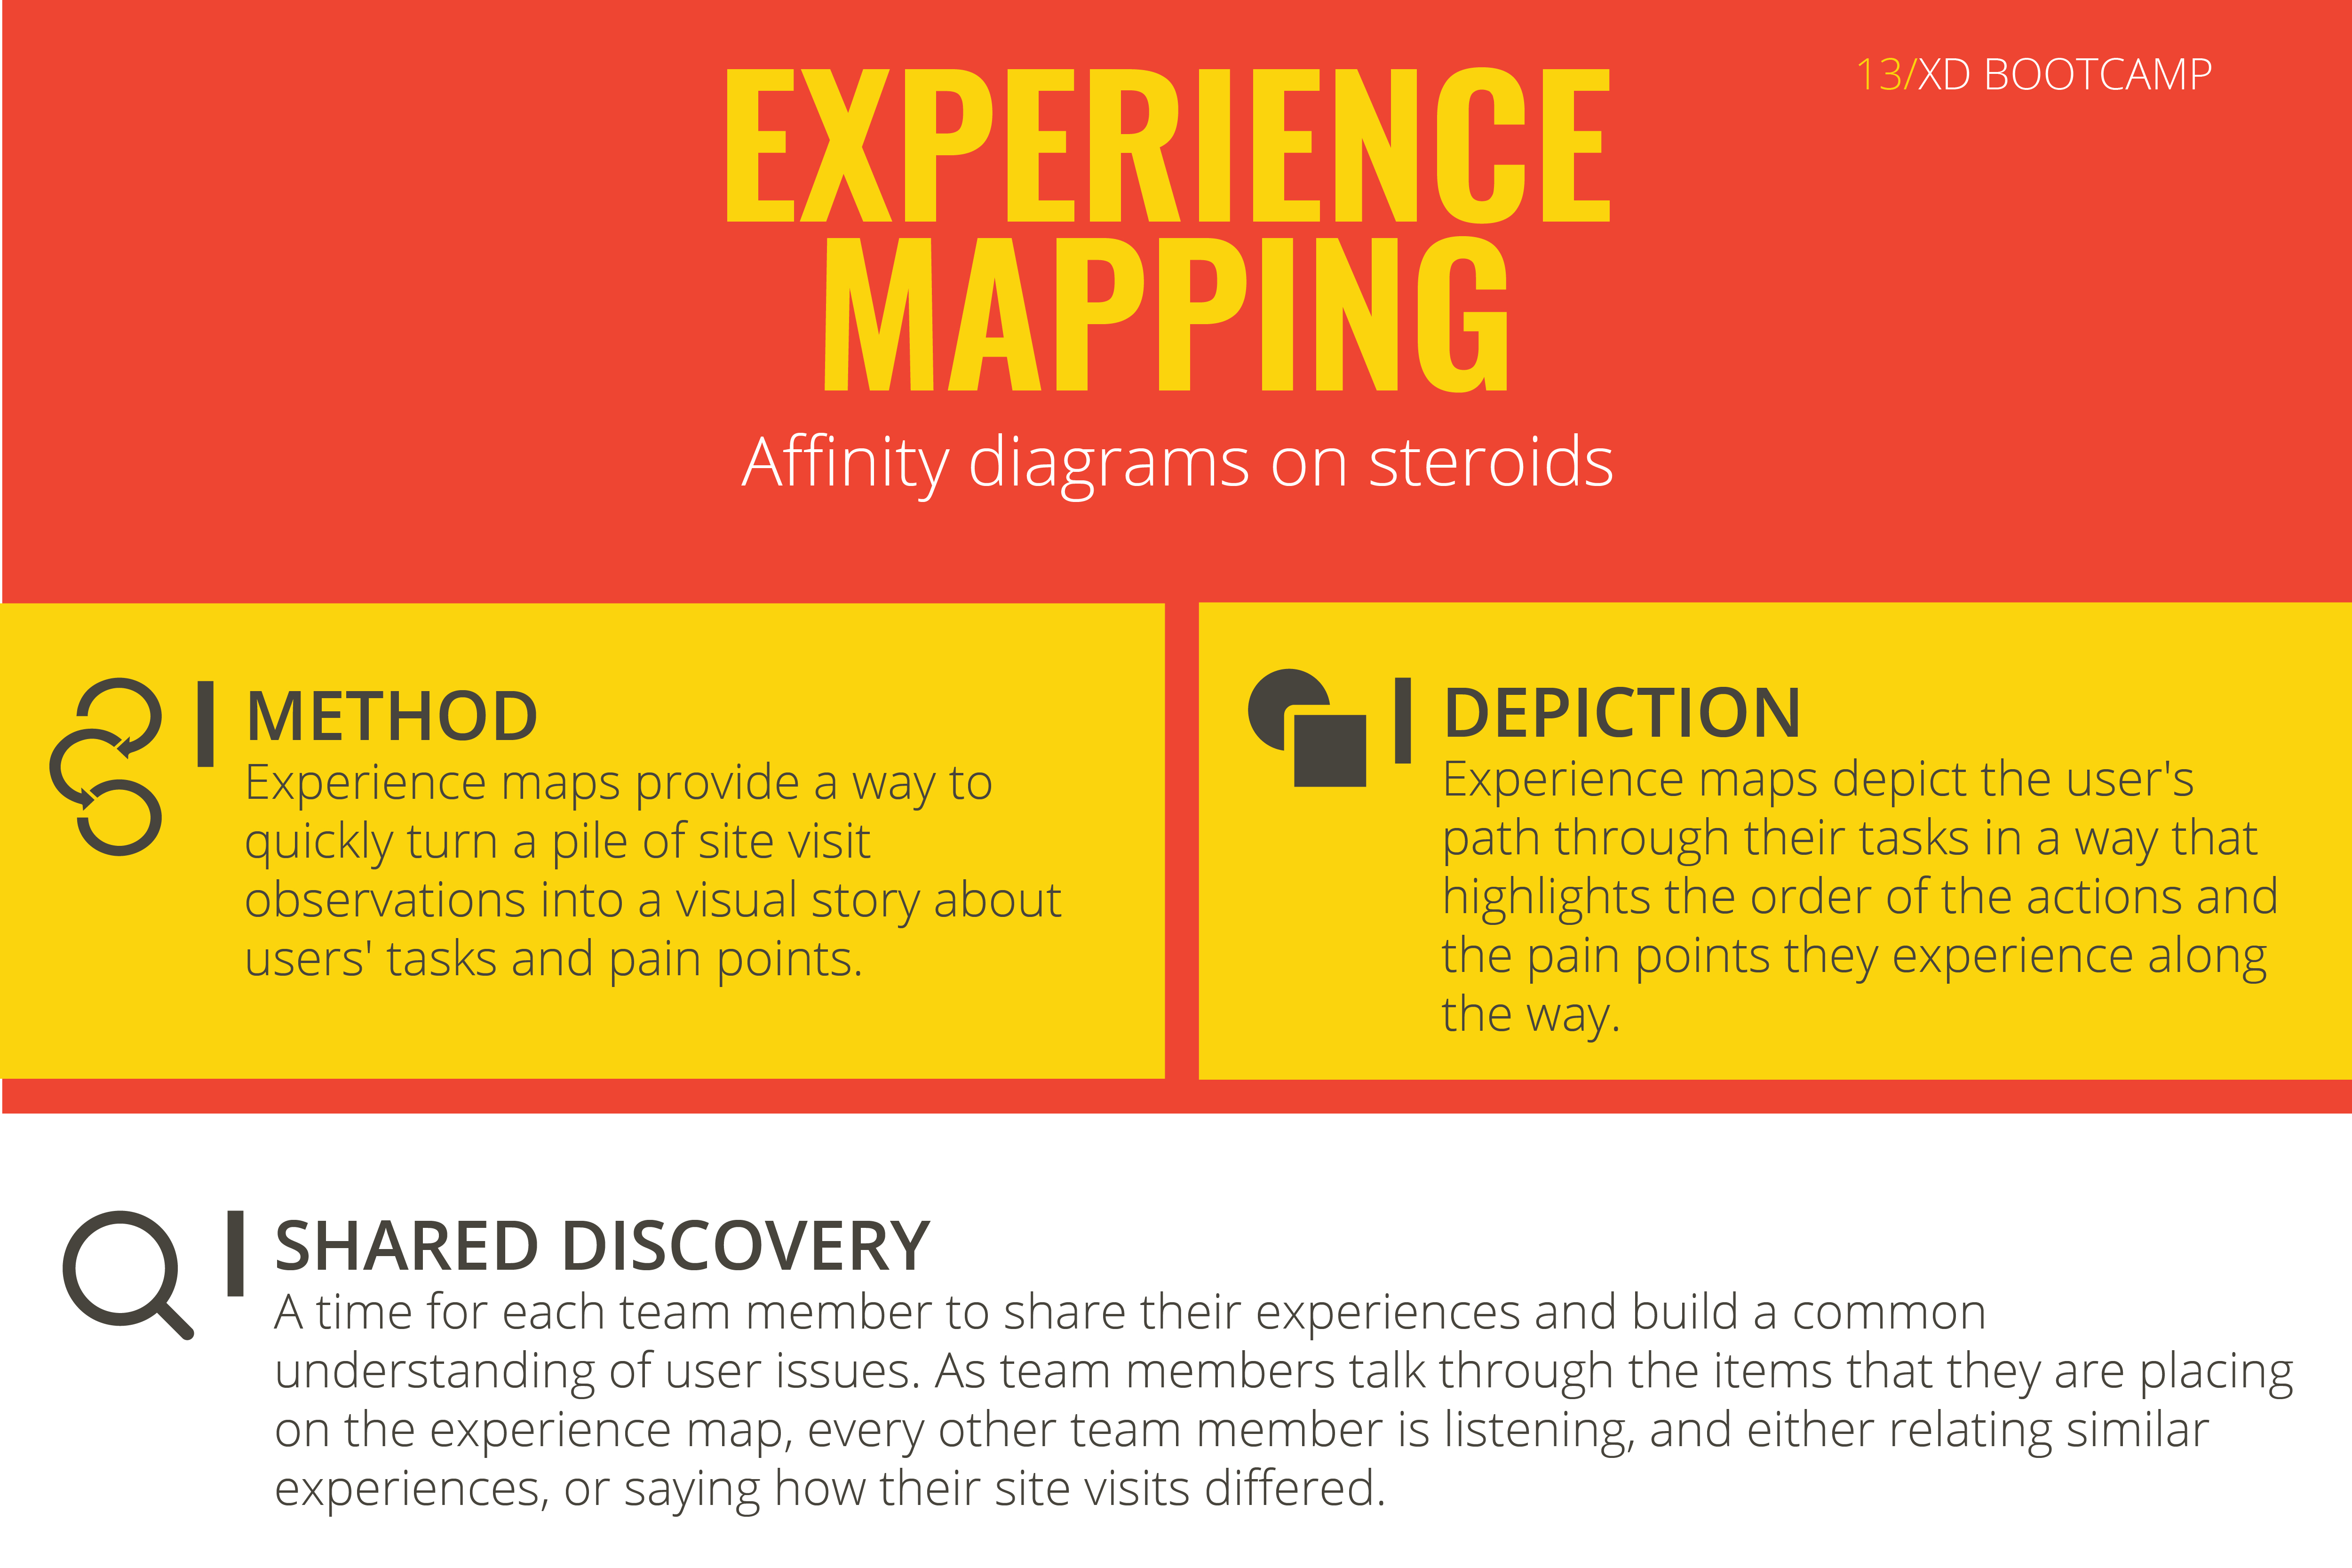 13/XD BOOTCAMP
EXPERIENCE
MAPPING
Affinity diagrams on steroids
METHOD
Experience maps provide a way to
quickly turn a pile of site visit
observations into a visual story about
users' tasks and pain points.
DEPICTION
Experience maps depict the user's
path through their tasks in a way that
highlights the order of the actions and
the pain points they experience along
the way.
SHARED DISCOVERY
A time for each team member to share their experiences and build a common
understanding of user issues. As team members talk through the items that they are placing
on the experience map, every other team member is listening, and either relating similar
experiences, or saying how their site visits differed.